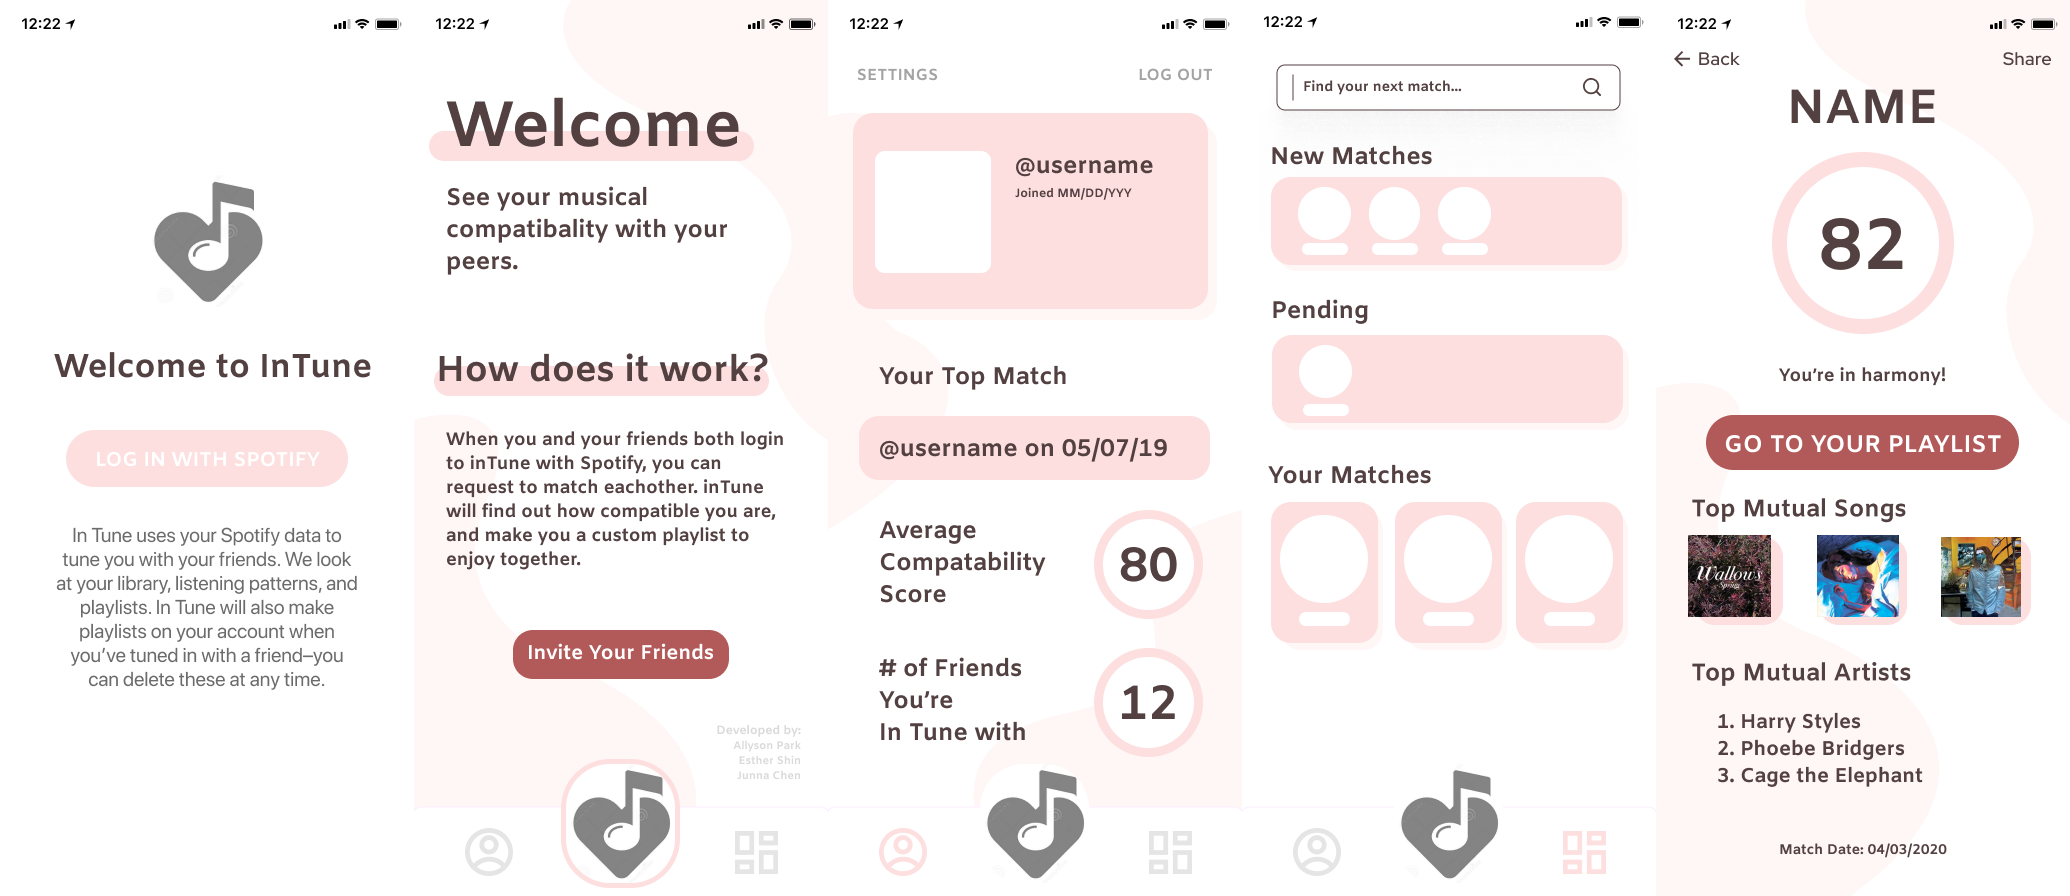 12:22
Welcome to InTune
LOG IN WITH SPOTIFY
In Tune uses your Spotify data to
tune you with your friends. We look
at your library, listening patterns, and
playlists. In Tune will also make
playlists on your account when
you've tuned in with a friend–you
can delete these at any time.
12:22
Welcome
See your musical
compatibality with your
peers.
How does it work?
When you and your friends both login
to inTune with Spotify, you can
request to match eachother. inTune
will find out how compatible you are,
and make you a custom playlist to
enjoy together.
Invite Your Friends
Developed by:
Allyson Park
Esther Shin
Junna Chen
12:22
SETTINGS
LOG OUT
@username
Joined MM/DD/YYY
Your Top Match
@username on 05/07/19
Average
Compatability
Score
80
# of Friends
You're
In Tune with
12
12:22
Find your next match...
New Matches
Pending
Your Matches
12:22
Back
Share
NAME
82
You're in harmony!
GO TO YOUR PLAYLIST
Top Mutual Songs
Wallows
Spring
Top Mutual Artists
1. Harry Styles
2. Phoebe Bridgers
3. Cage the Elephant
Match Date: 04/03/2020